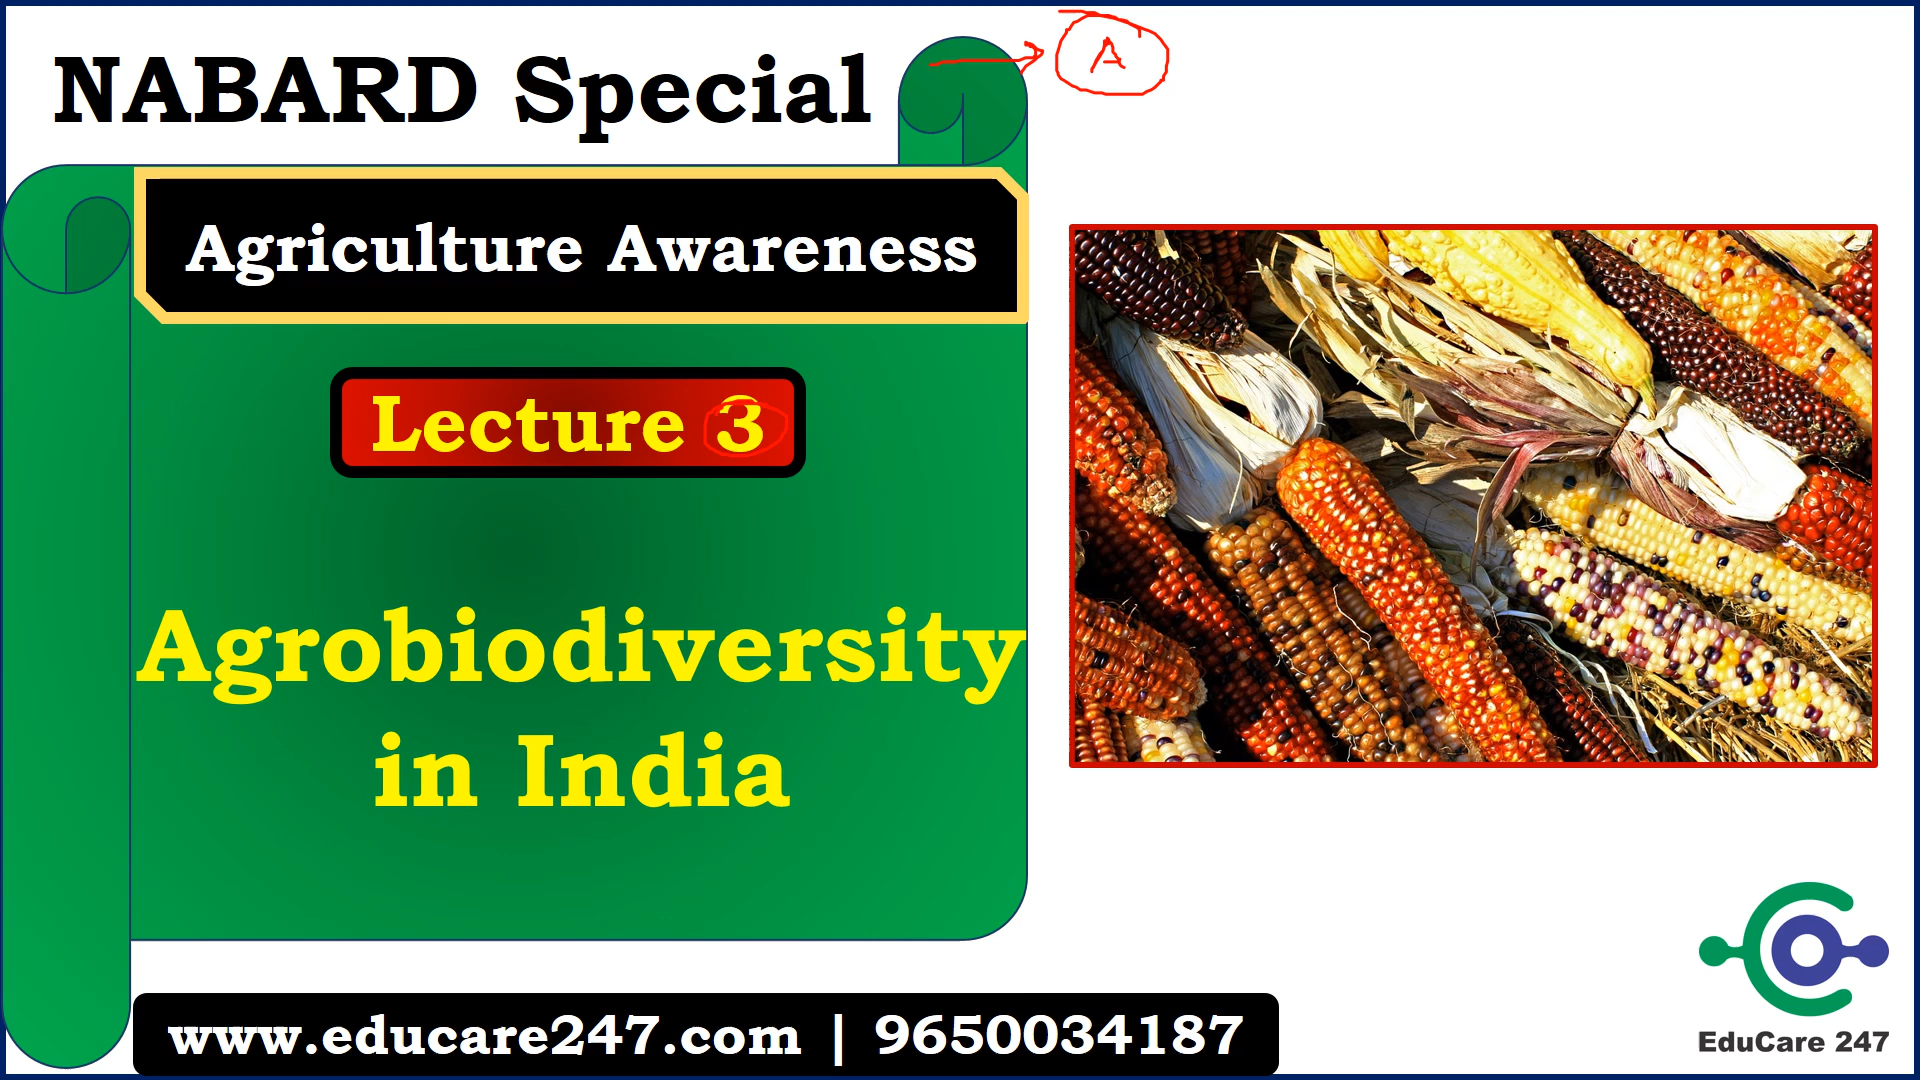 NABARD Special
A
Agriculture Awareness
Lecture 3
Agrobiodiversity
in India
www.educare247.com | 9650034187
EduCare 247